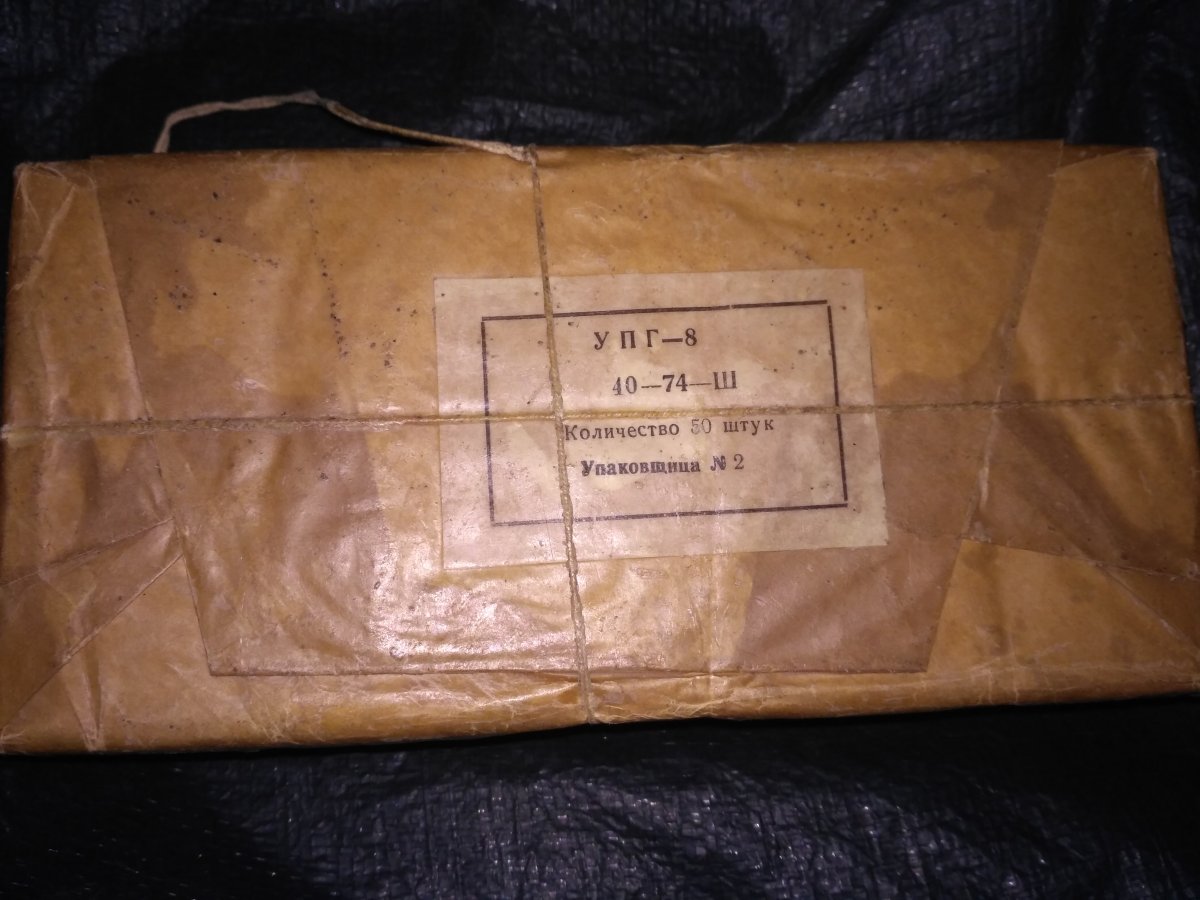 УПГ—8
40—74—Ш
Количество 50 штук
Упаковщица № 2